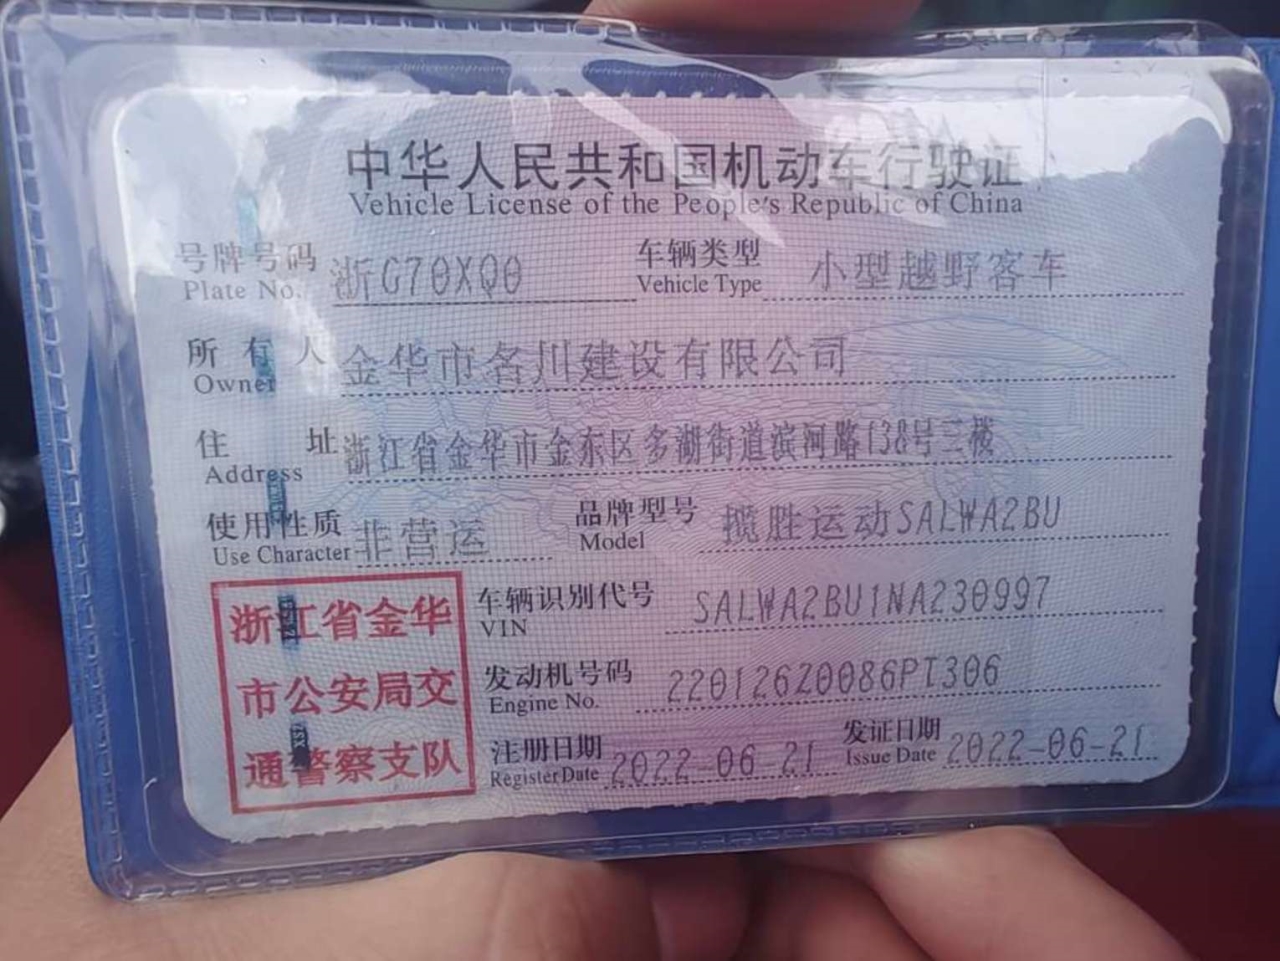 中华人民共和国机动车行驶证
Vehicle License of the People's Republic of China
号牌号码 浙G70XQ0 车辆类型 小型越野客车
Plate No. Vehicle Type
所有人 金华市名川建设有限公司
Owner
住址 浙江省金华市金东区多湖街道滨河路138号三楼
Address
使用性质 非营运 品牌型号 揽胜运动SALWA2BU
Use Character Model
浙江省金华
市公安局交
通警察支队
车辆识别代号 SALWA2BU1NA230997
VIN
发动机号码 220126Z0086PT306
Engine No.
注册日期 2022-06-21 发证日期 2022-06-21
Register Date Issue Date